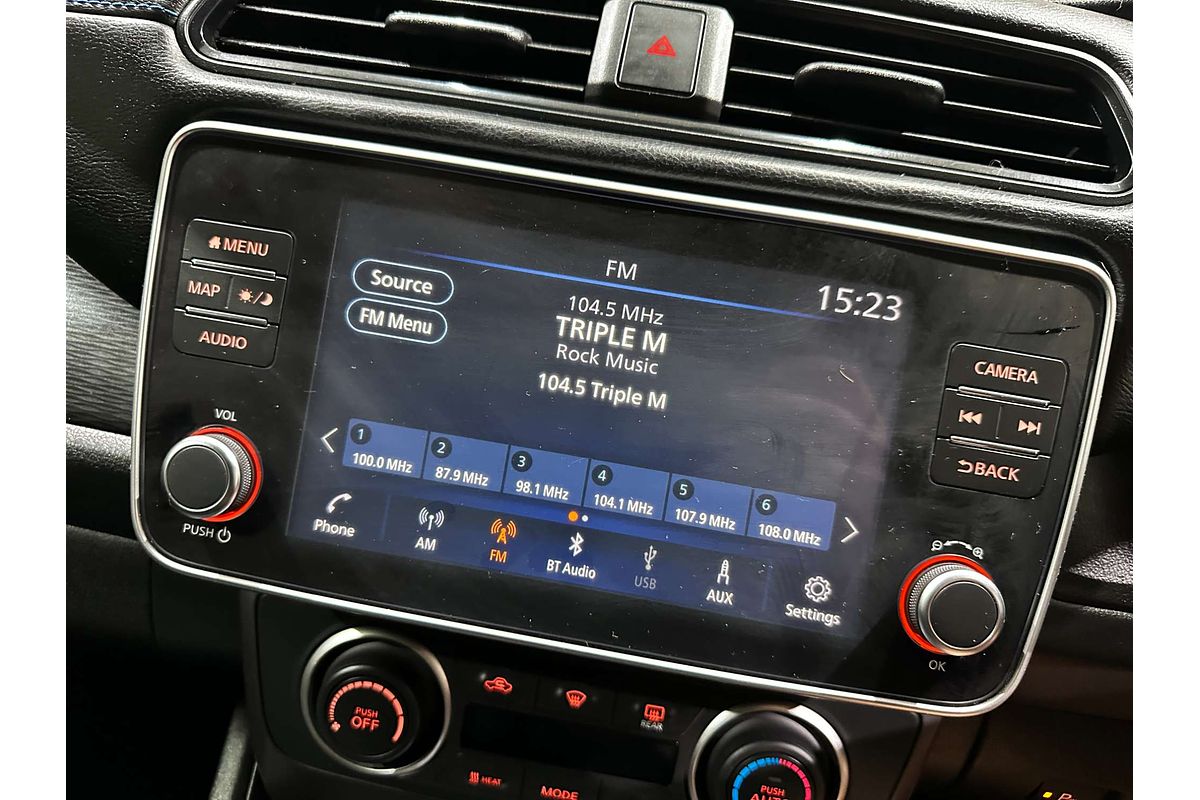 MENU
MAP
AUDIO
VOL
PUSH
FM
15:23
Source
FM Menu
104.5 MHz
TRIPLE M
Rock Music
104.5 Triple M
1
100.0 MHz
2
87.9 MHz
3
98.1 MHz
4
104.1 MHz
5
107.9 MHz
6
108.0 MHz
Phone
AM
FM
BT Audio
USB
AUX
Settings
CAMERA
BACK
OK
PUSH
OFF
REAR
HEAT
MODE
PUSH
AUTO
P